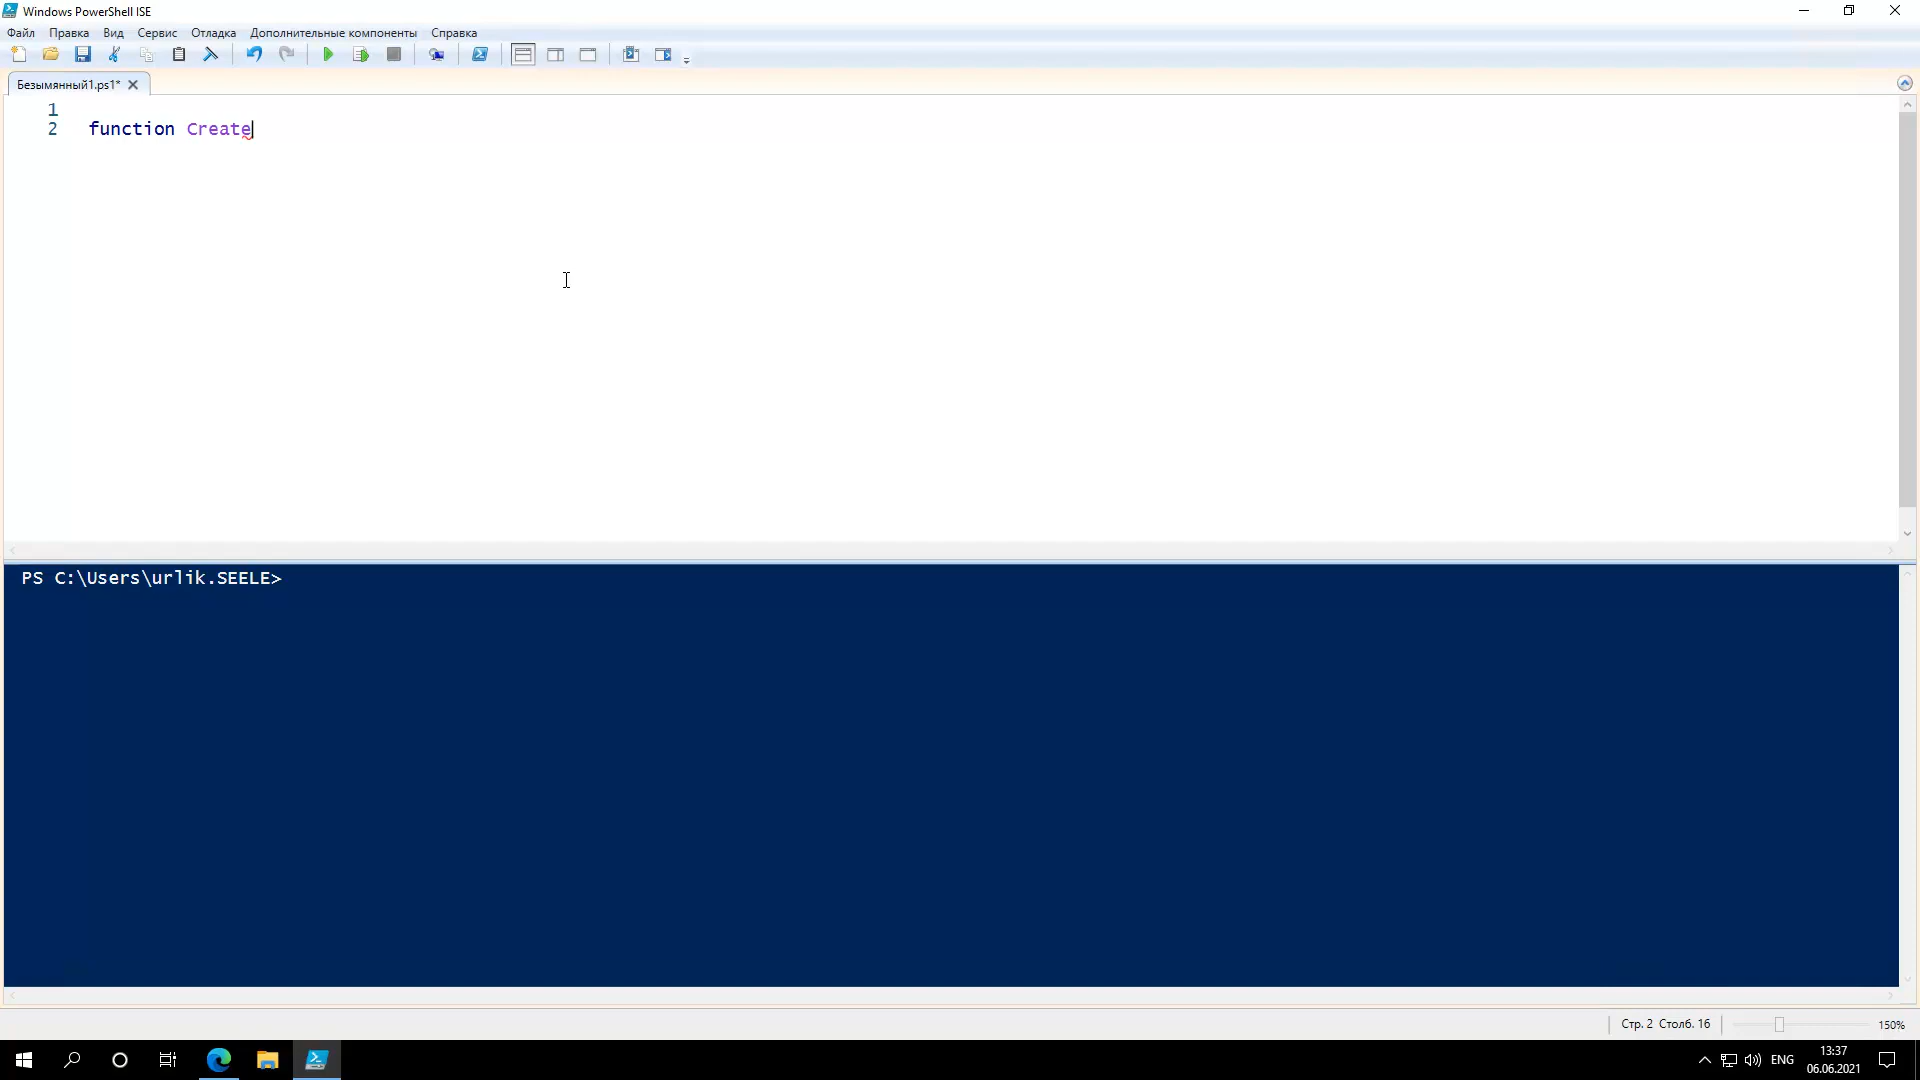 Windows PowerShell ISE
Файл Правка Вид Сервис Отладка Дополнительные компоненты Справка
Безымянный1.ps1*
1
2 function Create
PS C:\Users\urlik.SEELE>
Стр. 2 Столб. 16 150%
ENG 13:37
06.06.2021